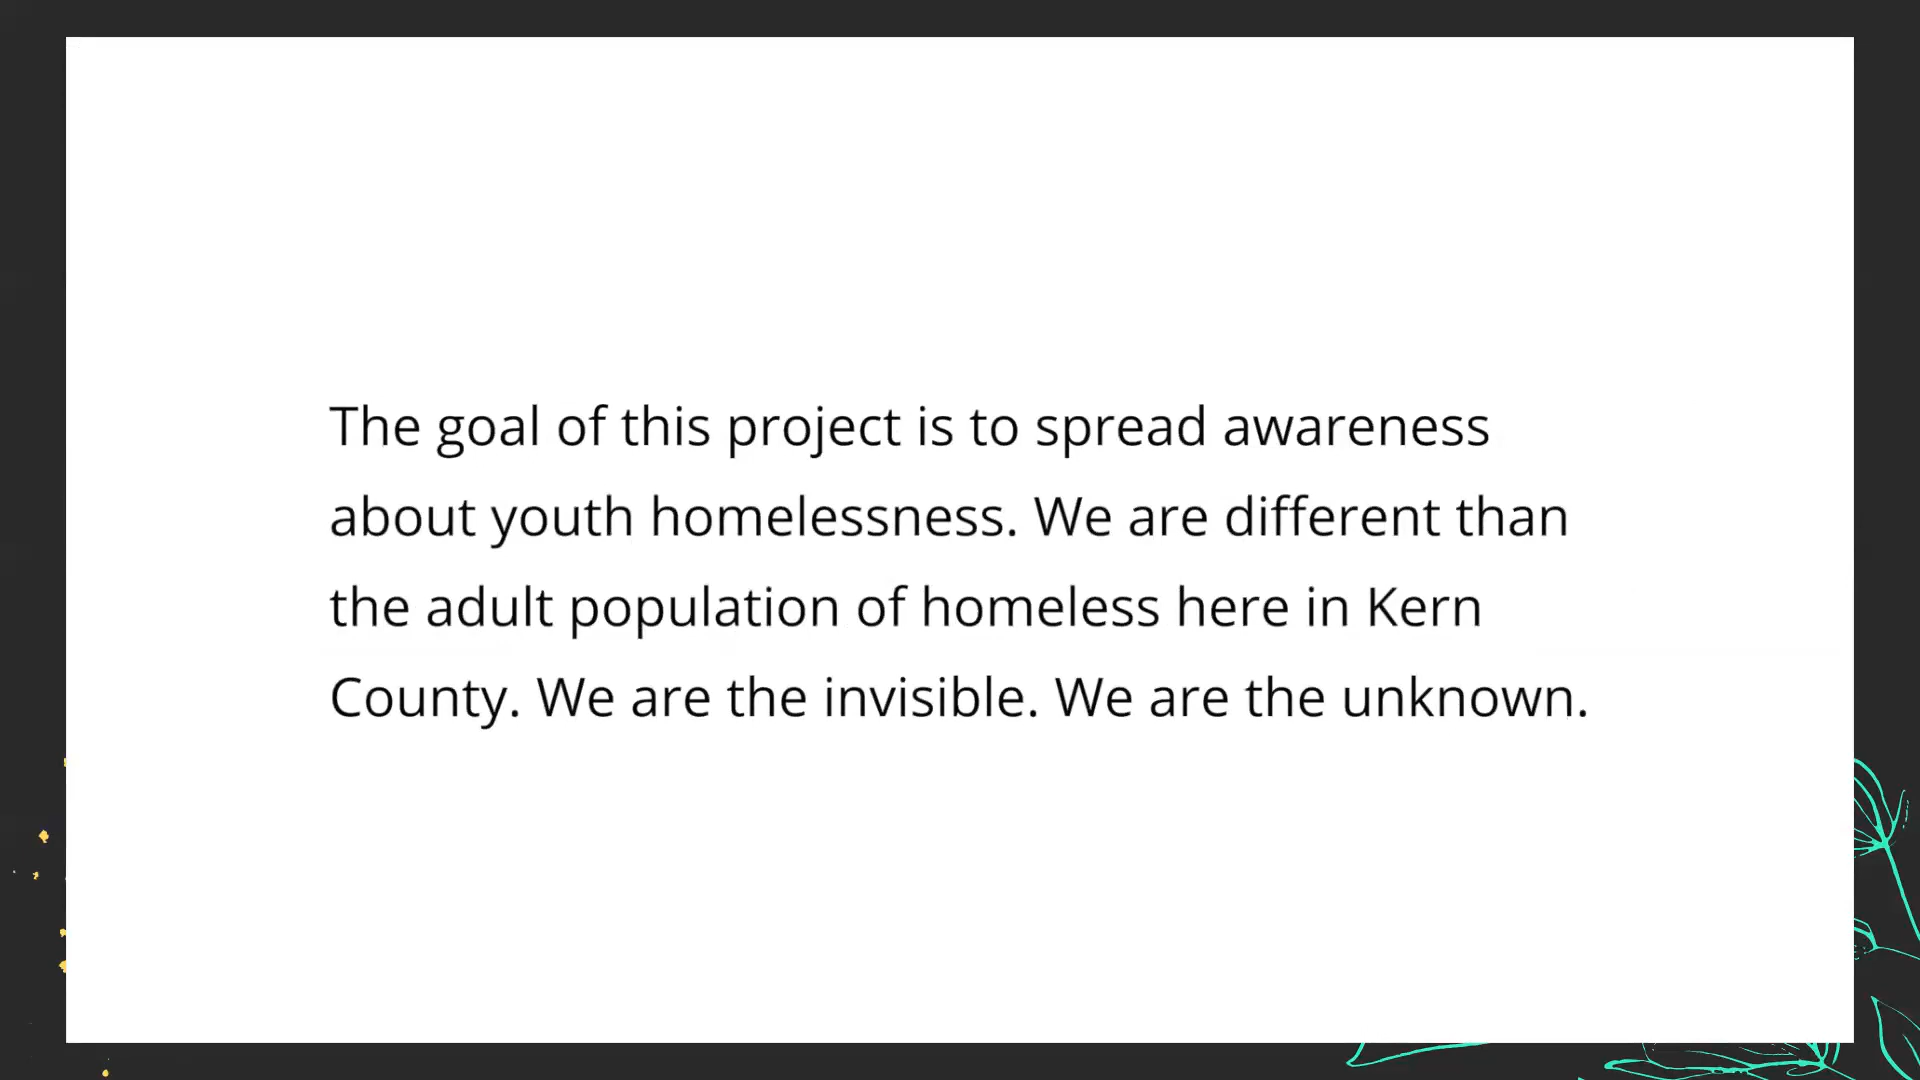 The goal of this project is to spread awareness
about youth homelessness. We are different than
the adult population of homeless here in Kern
County. We are the invisible. We are the unknown.